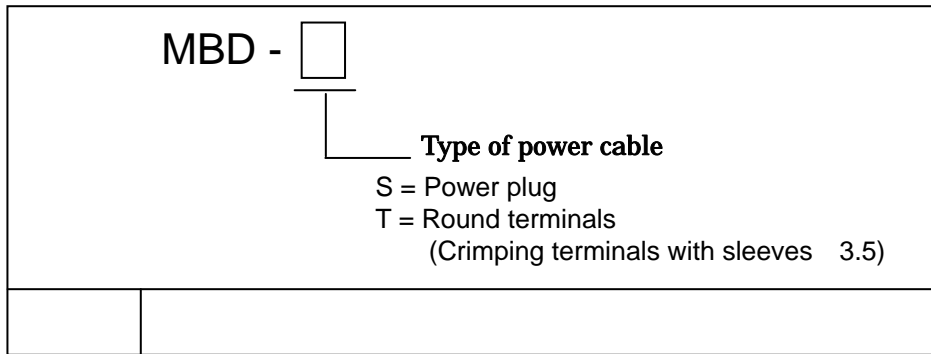 MBD - □
Type of power cable
S = Power plug
T = Round terminals
(Crimping terminals with sleeves 3.5)